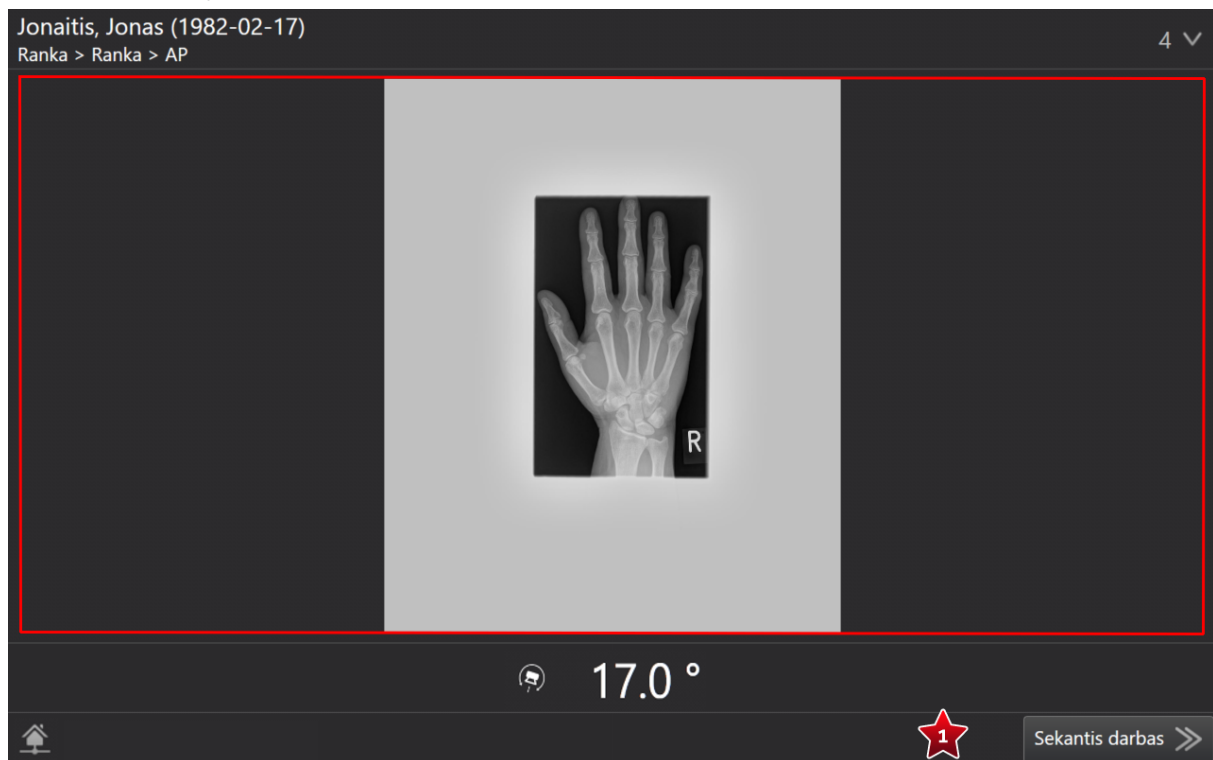 Jonaitis, Jonas (1982-02-17)
Ranka > Ranka > AP
4
R
17.0 °
1
Sekantis darbas